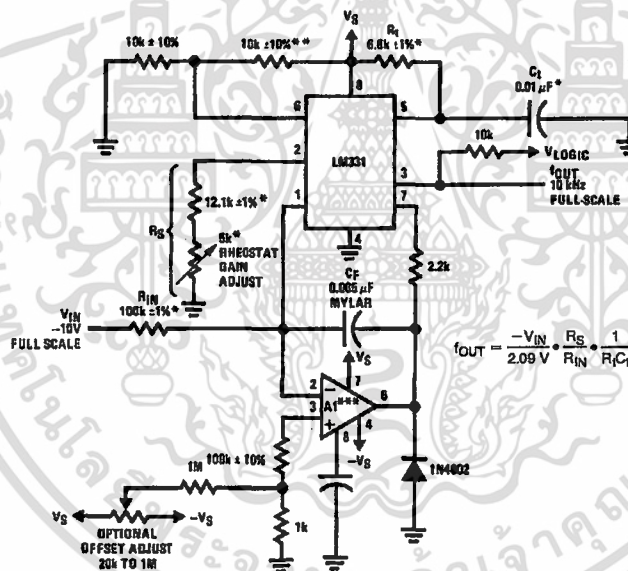 VS
10k ±10%
10k ±10%**
Rt
6.8k ±1%*
Ct
0.01 µF*
6
8
5
2
LM331
10k
VLOGIC
3
fOUT
10 kHz
FULL-SCALE
1
7
4
12.1k ±1%*
RS
5k*
RHEOSTAT
GAIN
ADJUST
2.2k
CF
0.005 µF
MYLAR
VIN
–10V
FULL SCALE
RIN
100k ±1%*
fOUT = –VIN / 2.09 V • RS / RIN • 1 / RtCt
VS
7
2
–
A1***
6
3
+
8
4
–VS
100k ±10%
1M
1k
1N4002
VS
–VS
OPTIONAL
OFFSET ADJUST
20k TO 1M